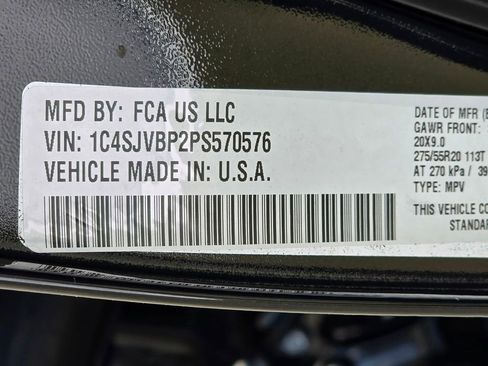 MFD BY: FCA US LLC
VIN: 1C4SJVBP2PS570576
VEHICLE MADE IN: U.S.A.
DATE OF MFR
GAWR FRONT:
20X9.0
275/55R20 113T
AT 270 kPa / 39
TYPE: MPV
THIS VEHICLE